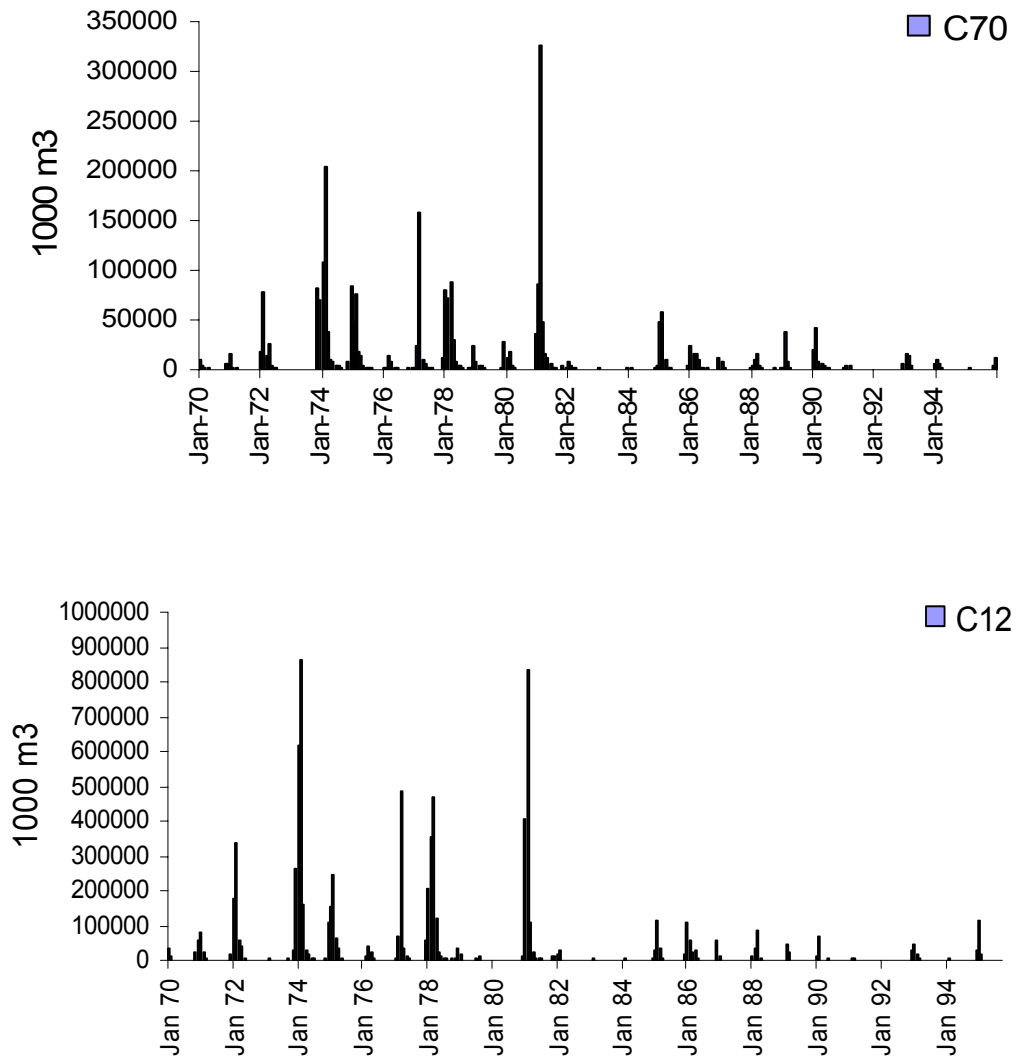 C70
350000
300000
250000
200000
150000
100000
50000
0
1000 m3
Jan-70
Jan-72
Jan-74
Jan-76
Jan-78
Jan-80
Jan-82
Jan-84
Jan-86
Jan-88
Jan-90
Jan-92
Jan-94
C12
1000000
900000
800000
700000
600000
500000
400000
300000
200000
100000
0
1000 m3
Jan 70
Jan 72
Jan 74
Jan 76
Jan 78
Jan 80
Jan 82
Jan 84
Jan 86
Jan 88
Jan 90
Jan 92
Jan 94